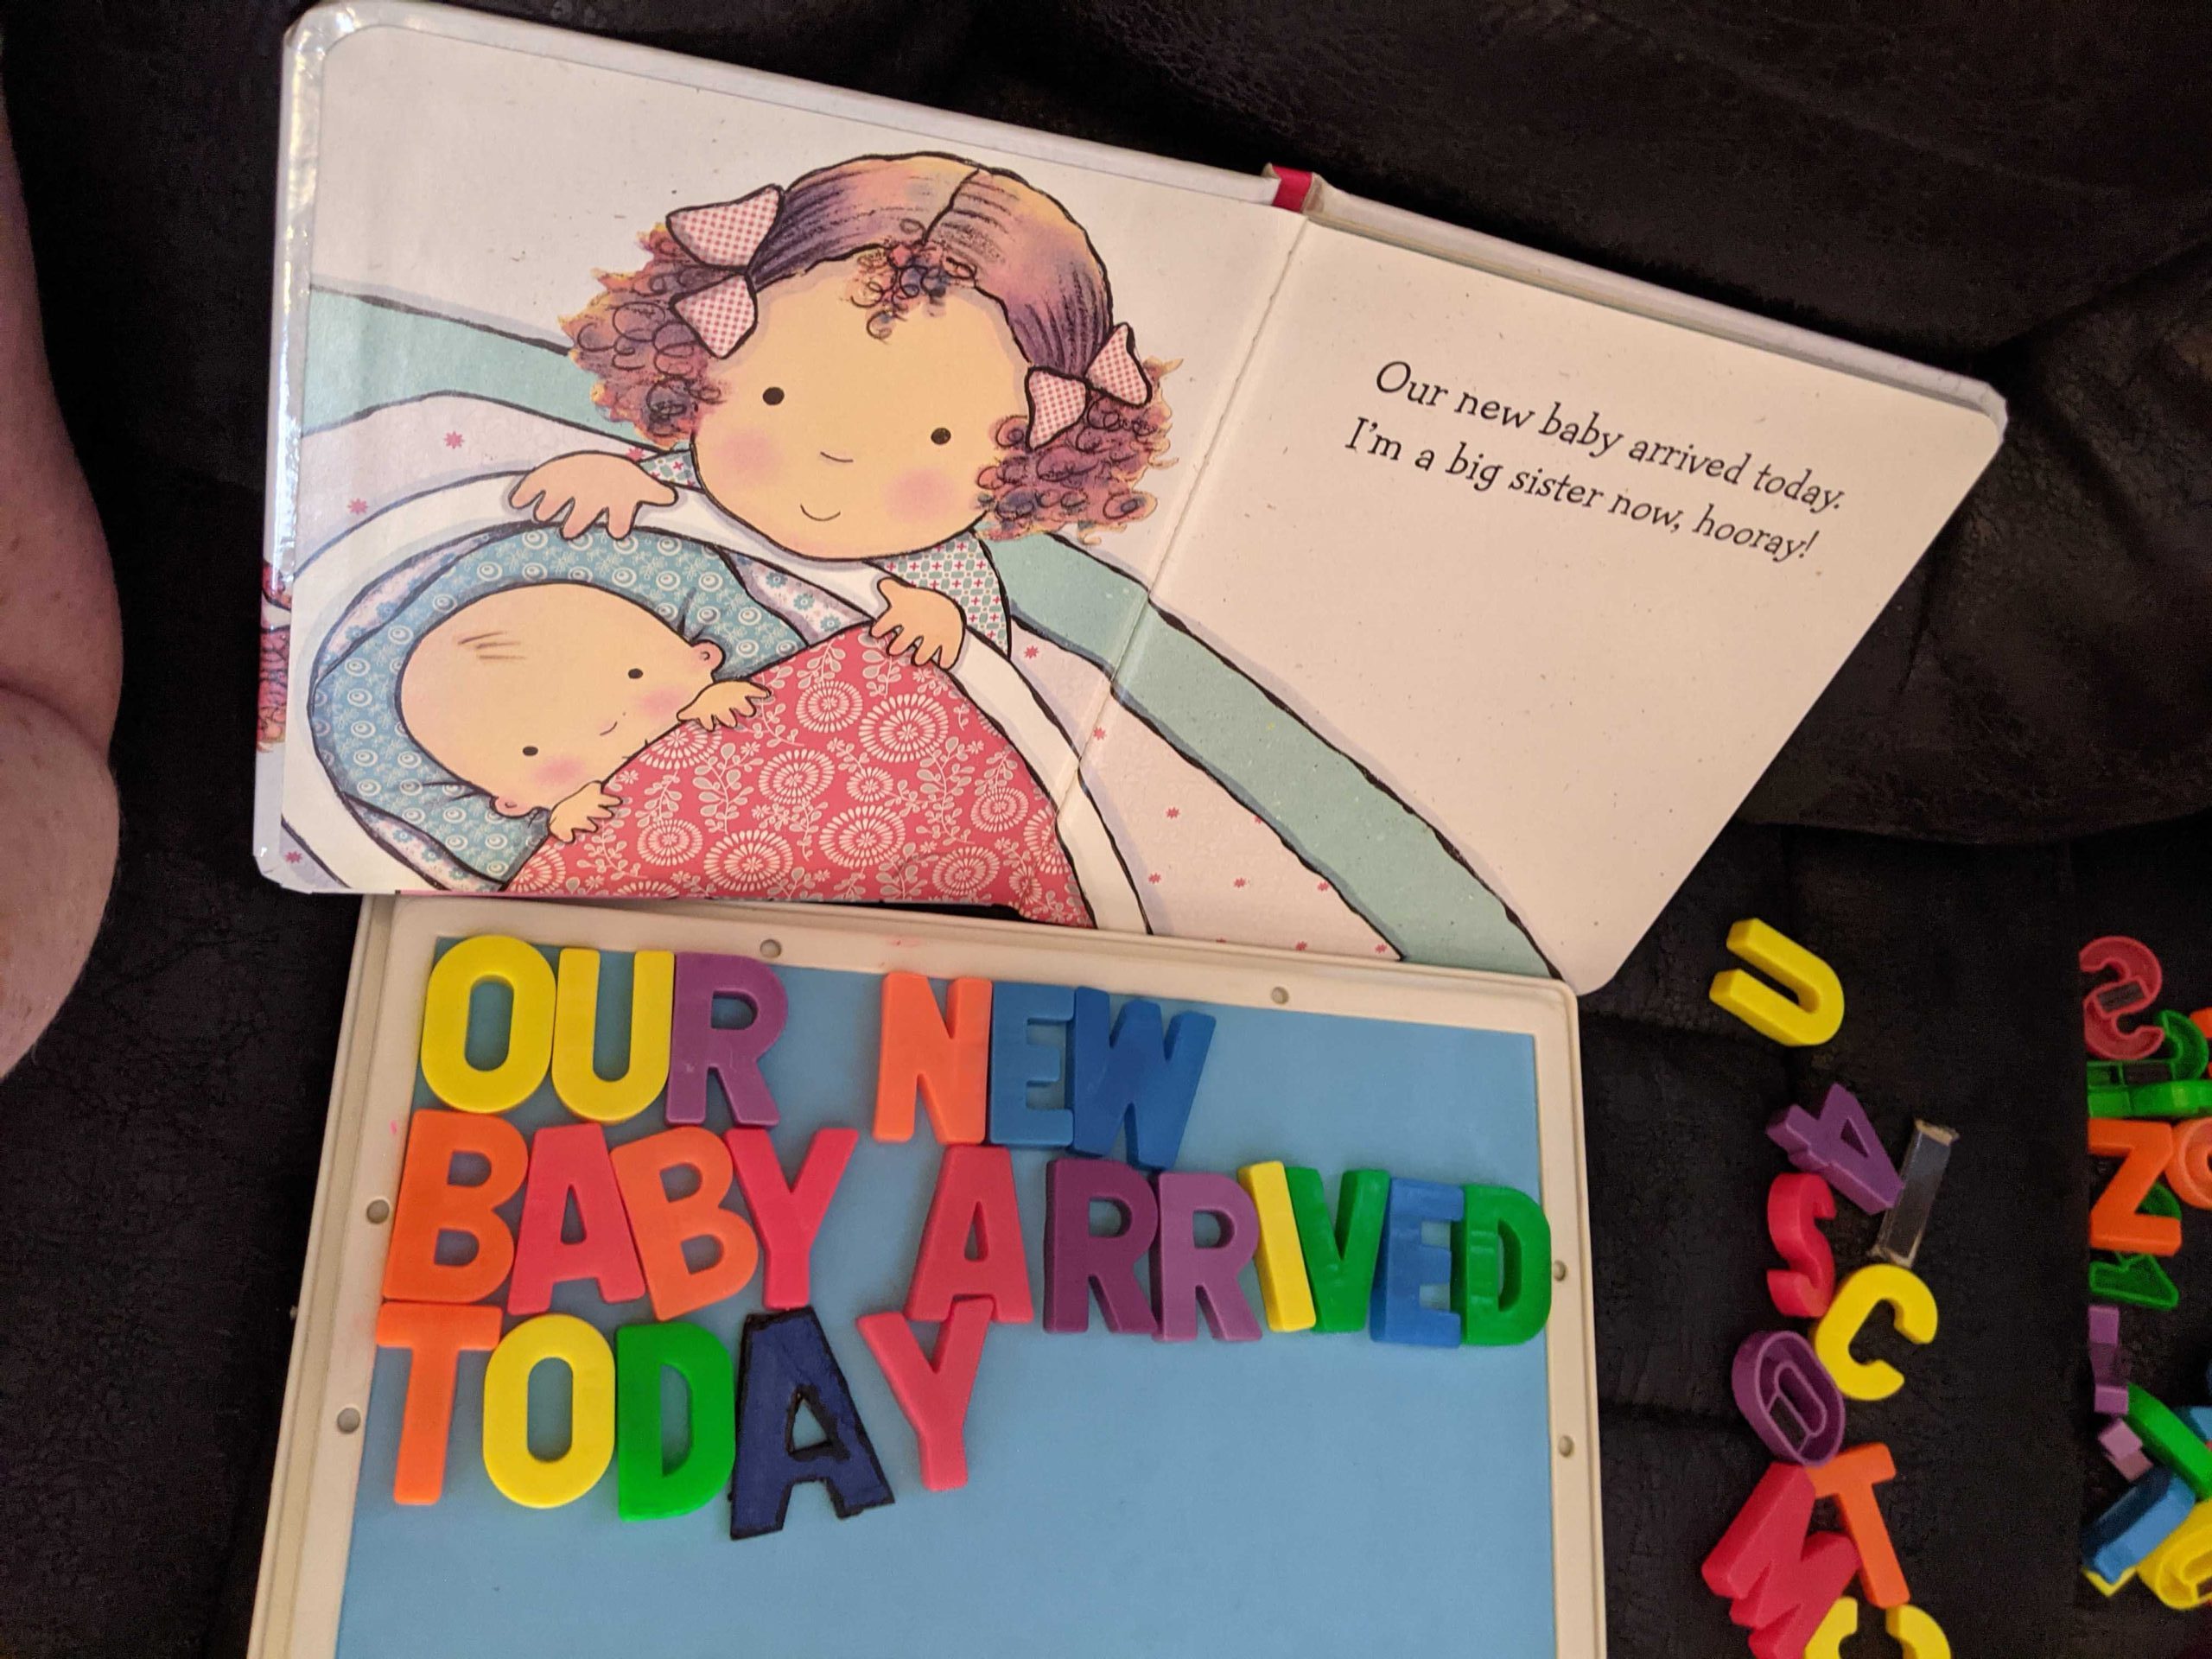 Our new baby arrived today.
I'm a big sister now, hooray!
OUR NEW
BABY ARRIVED
TODAY